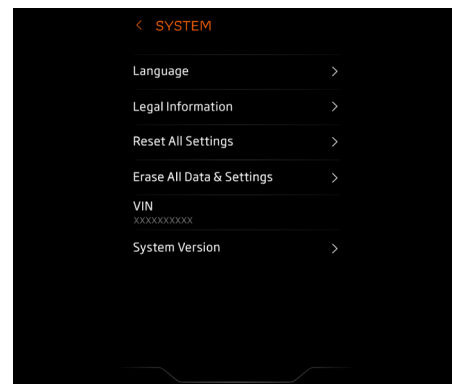 SYSTEM
Language
Legal Information
Reset All Settings
Erase All Data & Settings
VIN
XXXXXXXXXX
System Version